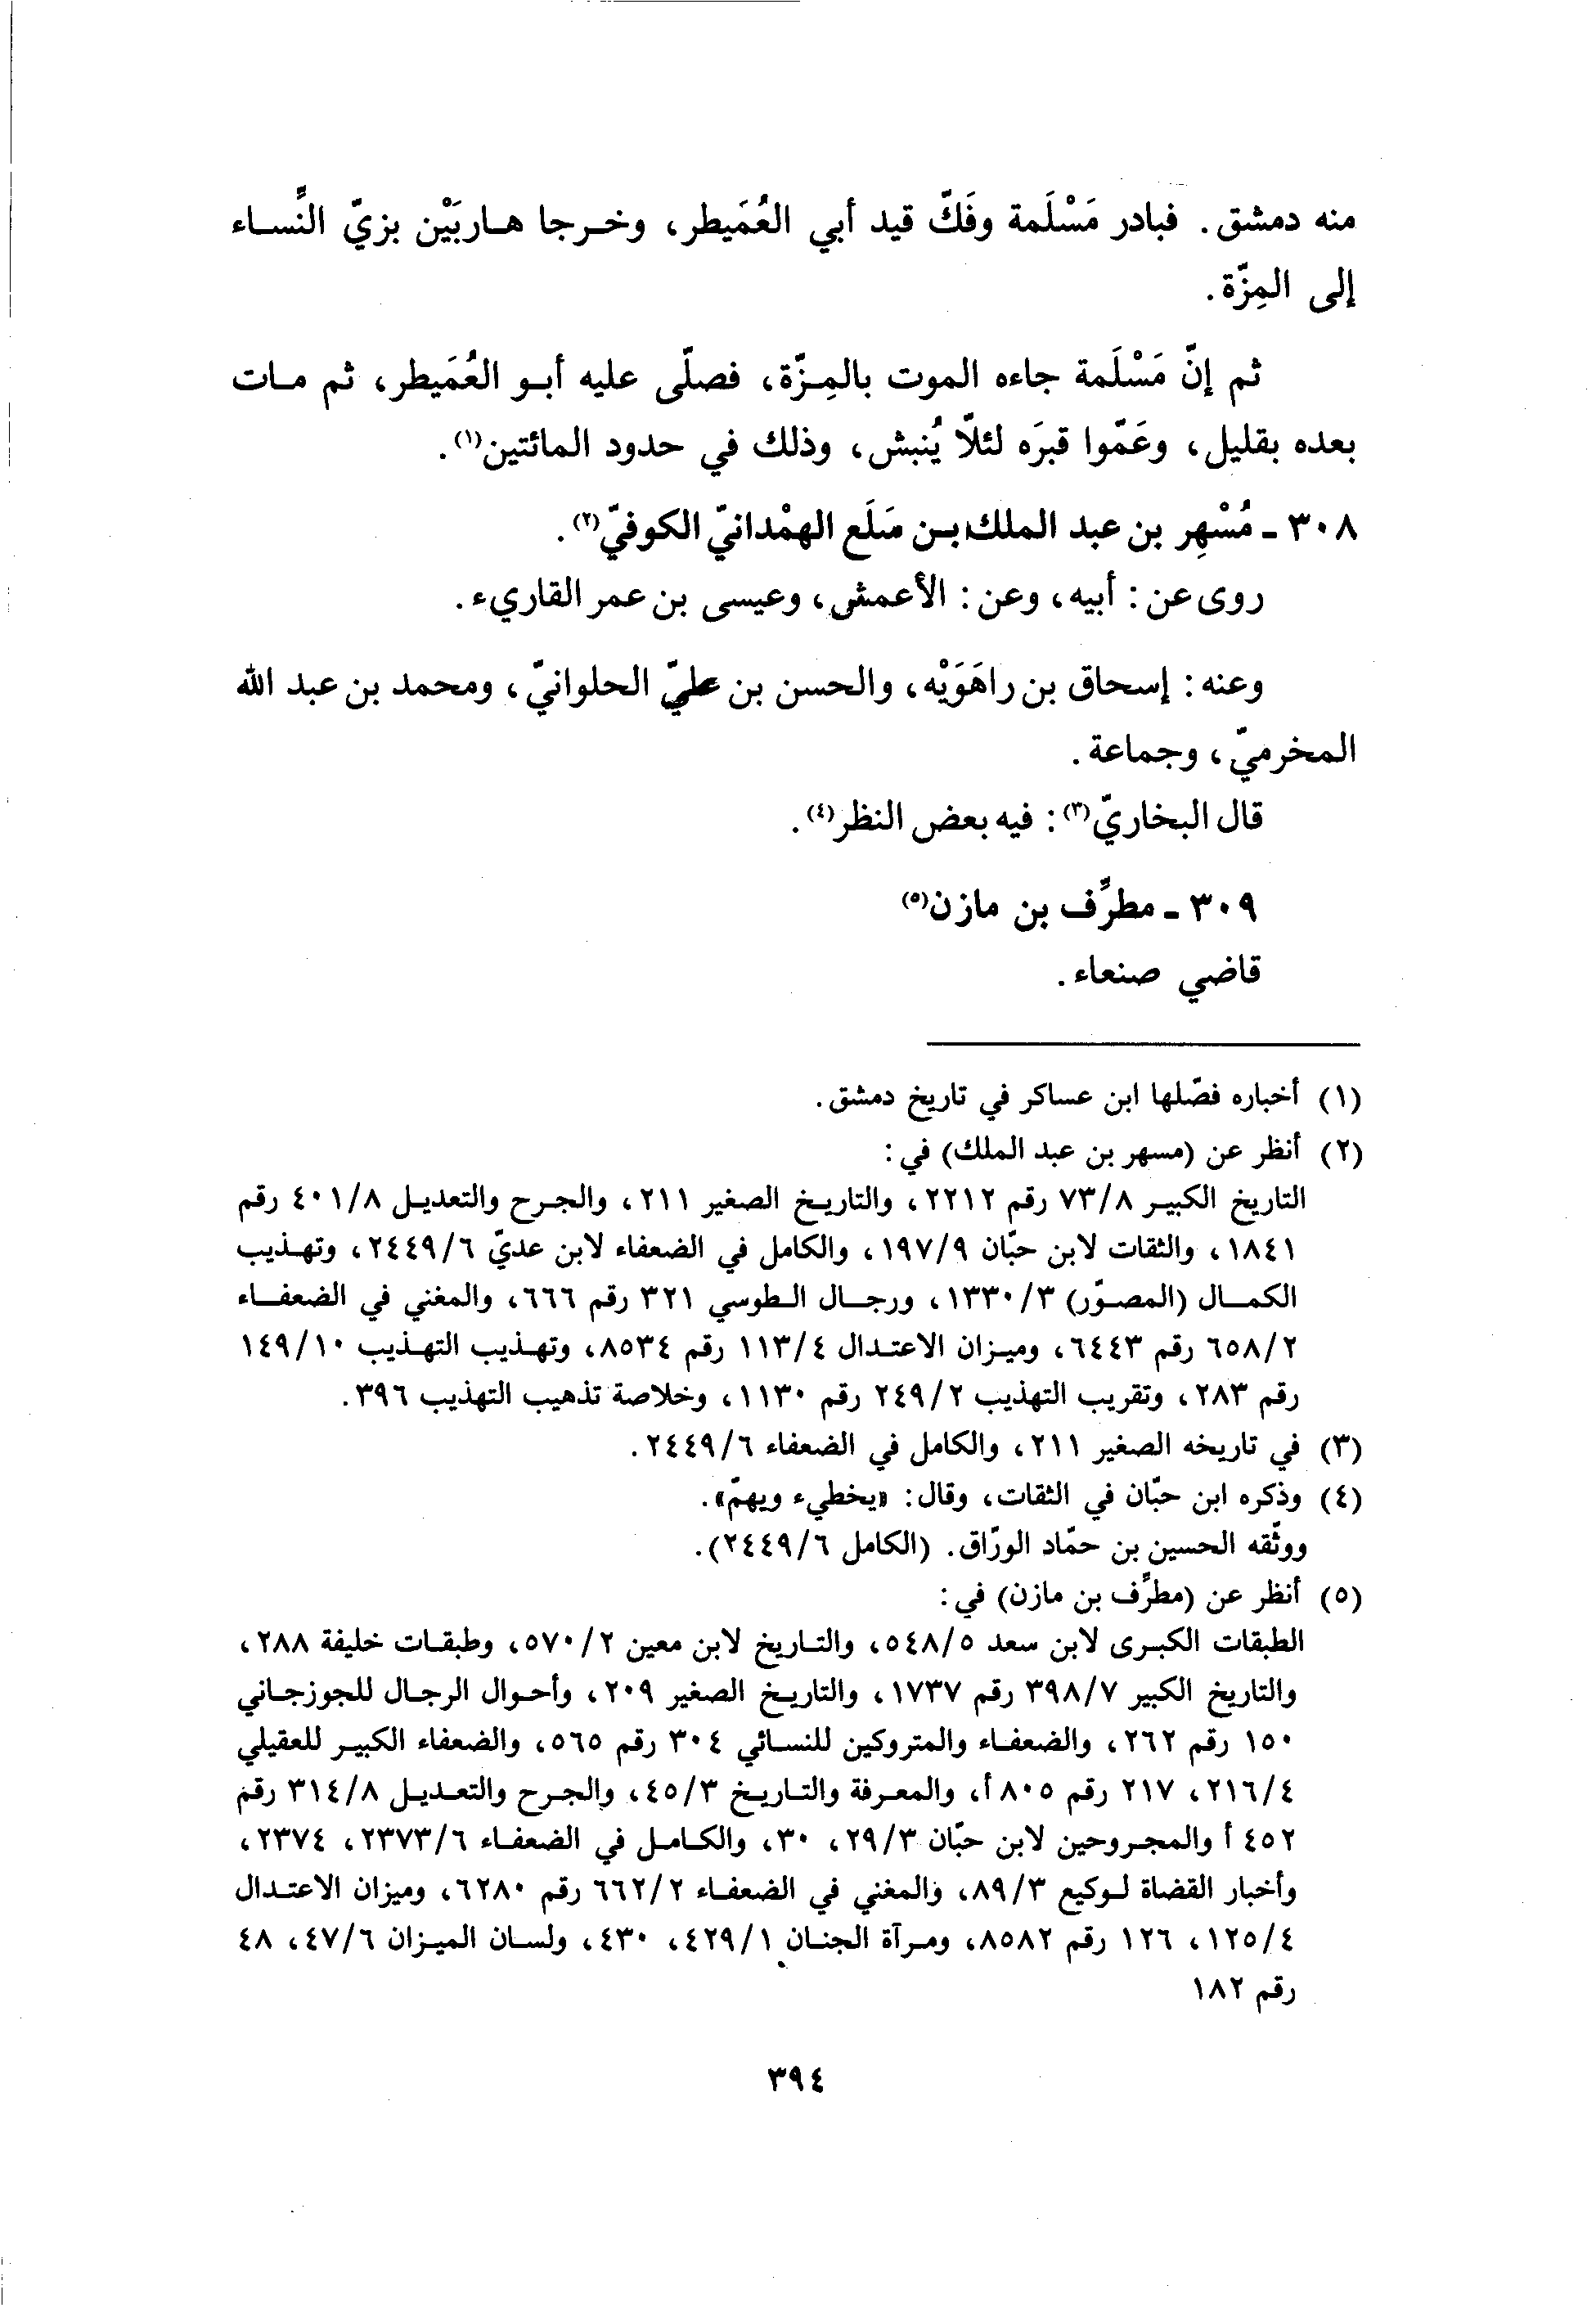 منه دمشق. فبادر مَسْلَمة وفَكّ قيد أبي العُمَيطر، وخرجا هاربَيْن بزيّ النِّساء
إلى المِزّة.
ثم إنّ مَسْلَمة جاءه الموت بالمِزّة، فصلّى عليه أبو العُمَيطر، ثم مات
بعده بقليل، وعَمّوا قبرَه لئلّا يُنبش، وذلك في حدود المائتين(١).
٣٠٨ ـ مُسْهِر بن عبد الملك بن سَلَع الهمْدانيّ الكوفيّ(٢).
روى عن: أبيه، وعن: الأعمش، وعيسى بن عمر القاريء.
وعنه: إسحاق بن راهَوَيْه، والحسن بن عليّ الحلوانيّ، ومحمد بن عبد الله
المخرميّ، وجماعة.
قال البخاريّ(٣): فيه بعض النظر(٤).
٣٠٩ ـ مطرِّف بن مازن(٥)
قاضي صنعاء.
(١) أخباره فصّلها ابن عساكر في تاريخ دمشق.
(٢) أنظر عن (مسهر بن عبد الملك) في:
التاريخ الكبير ٧٣/٨ رقم ٢٢١٢، والتاريخ الصغير ٢١١، والجرح والتعديل ٤٠١/٨ رقم
١٨٤١، والثقات لابن حبّان ١٩٧/٩، والكامل في الضعفاء لابن عديّ ٢٤٤٩/٦، وتهذيب
الكمال (المصوّر) ١٣٣٠/٣، ورجال الطوسي ٣٢١ رقم ٦٦٦، والمغني في الضعفاء
٦٥٨/٢ رقم ٦٤٤٣، وميزان الاعتدال ١١٣/٤ رقم ٨٥٣٤، وتهذيب التهذيب ١٤٩/١٠
رقم ٢٨٣، وتقريب التهذيب ٢٤٩/٢ رقم ١١٣٠، وخلاصة تذهيب التهذيب ٣٩٦.
(٣) في تاريخه الصغير ٢١١، والكامل في الضعفاء ٢٤٤٩/٦.
(٤) وذكره ابن حبّان في الثقات، وقال: «يخطيء ويهمّ».
ووثّقه الحسين بن حمّاد الورّاق. (الكامل ٢٤٤٩/٦).
(٥) أنظر عن (مطرِّف بن مازن) في:
الطبقات الكبرى لابن سعد ٥٤٨/٥، والتاريخ لابن معين ٥٧٠/٢، وطبقات خليفة ٢٨٨،
والتاريخ الكبير ٣٩٨/٧ رقم ١٧٣٧، والتاريخ الصغير ٢٠٩، وأحوال الرجال للجوزجاني
١٥٠ رقم ٢٦٢، والضعفاء والمتروكين للنسائي ٣٠٤ رقم ٥٦٥، والضعفاء الكبير للعقيلي
٢١٦/٤، ٢١٧ رقم ٨٠٥ أ، والمعرفة والتاريخ ٤٥/٣، والجرح والتعديل ٣١٤/٨ رقم
٤٥٢ أ والمجروحين لابن حبّان ٢٩/٣، ٣٠، والكامل في الضعفاء ٢٣٧٣/٦، ٢٣٧٤،
وأخبار القضاة لوكيع ٨٩/٣، والمغني في الضعفاء ٦٦٢/٢ رقم ٦٢٨٠، وميزان الاعتدال
١٢٥/٤، ١٢٦ رقم ٨٥٨٢، ومرآة الجنان ٤٢٩/١، ٤٣٠، ولسان الميزان ٤٧/٦، ٤٨
رقم ١٨٢
٣٩٤